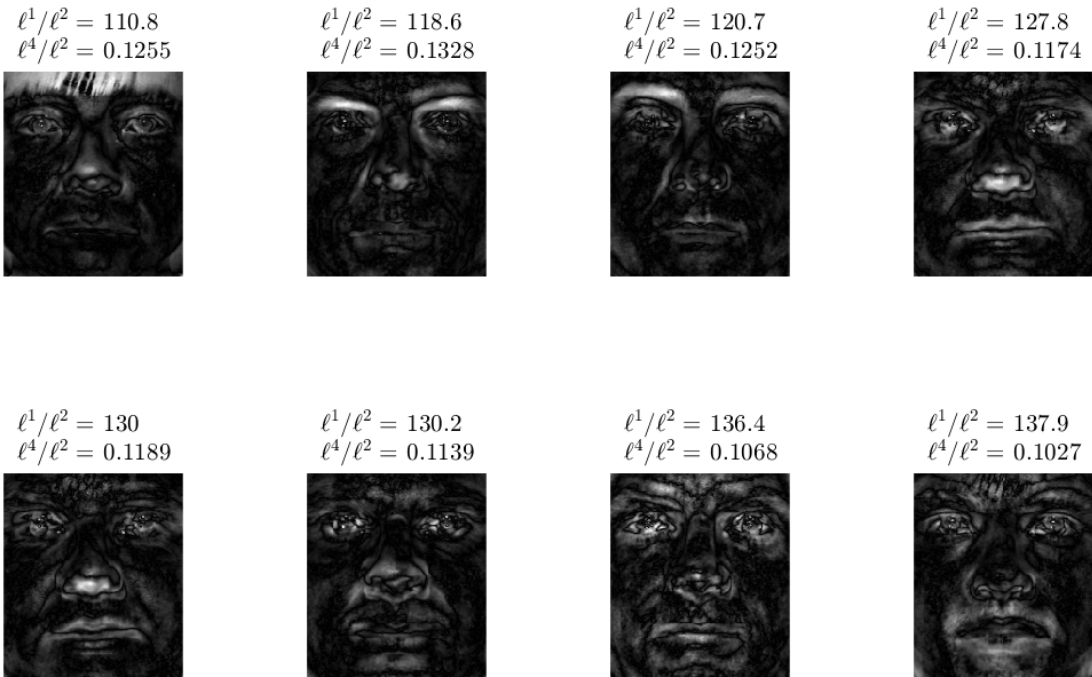 ℓ¹/ℓ² = 110.8
ℓ⁴/ℓ² = 0.1255
ℓ¹/ℓ² = 118.6
ℓ⁴/ℓ² = 0.1328
ℓ¹/ℓ² = 120.7
ℓ⁴/ℓ² = 0.1252
ℓ¹/ℓ² = 127.8
ℓ⁴/ℓ² = 0.1174
ℓ¹/ℓ² = 130
ℓ⁴/ℓ² = 0.1189
ℓ¹/ℓ² = 130.2
ℓ⁴/ℓ² = 0.1139
ℓ¹/ℓ² = 136.4
ℓ⁴/ℓ² = 0.1068
ℓ¹/ℓ² = 137.9
ℓ⁴/ℓ² = 0.1027